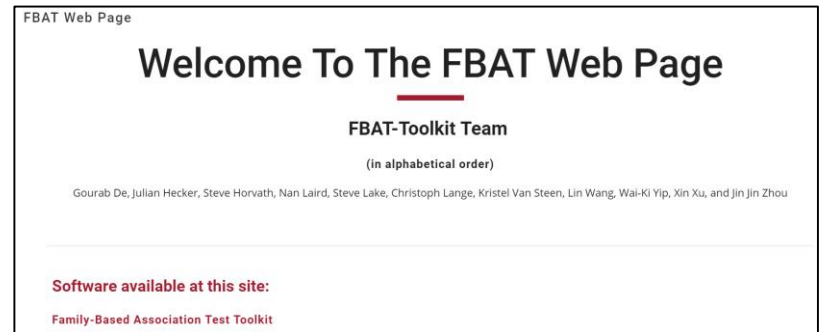 FBAT Web Page
Welcome To The FBAT Web Page
FBAT-Toolkit Team
(in alphabetical order)
Gourab De, Julian Hecker, Steve Horvath, Nan Laird, Steve Lake, Christoph Lange, Kristel Van Steen, Lin Wang, Wai-Ki Yip, Xin Xu, and Jin Jin Zhou
Software available at this site:
Family-Based Association Test Toolkit